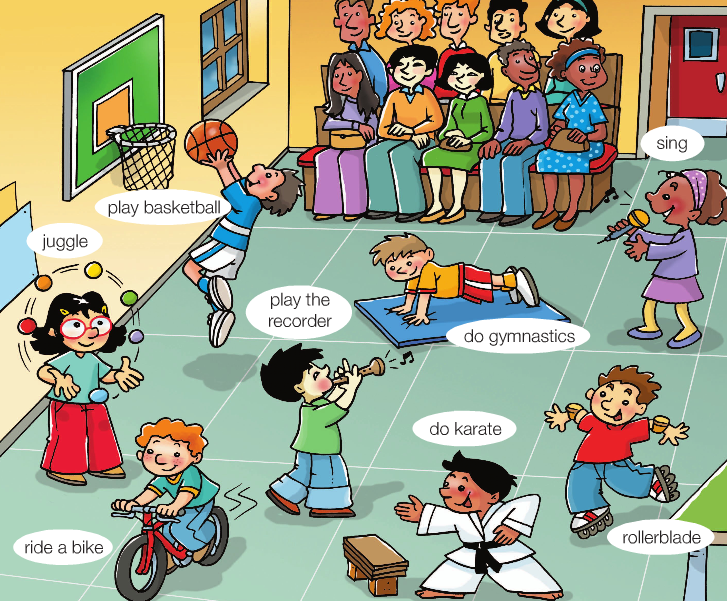 sing
play basketball
juggle
play the
recorder
do gymnastics
do karate
rollerblade
ride a bike